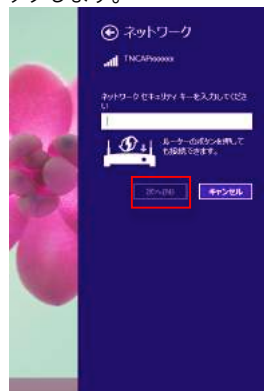 クします。
ネットワーク
TNCAPxxxxxx
ネットワーク セキュリティ キーを入力してくださ
い
ルーターのボタンを押して
も接続できます。
次へ(N)
キャンセル